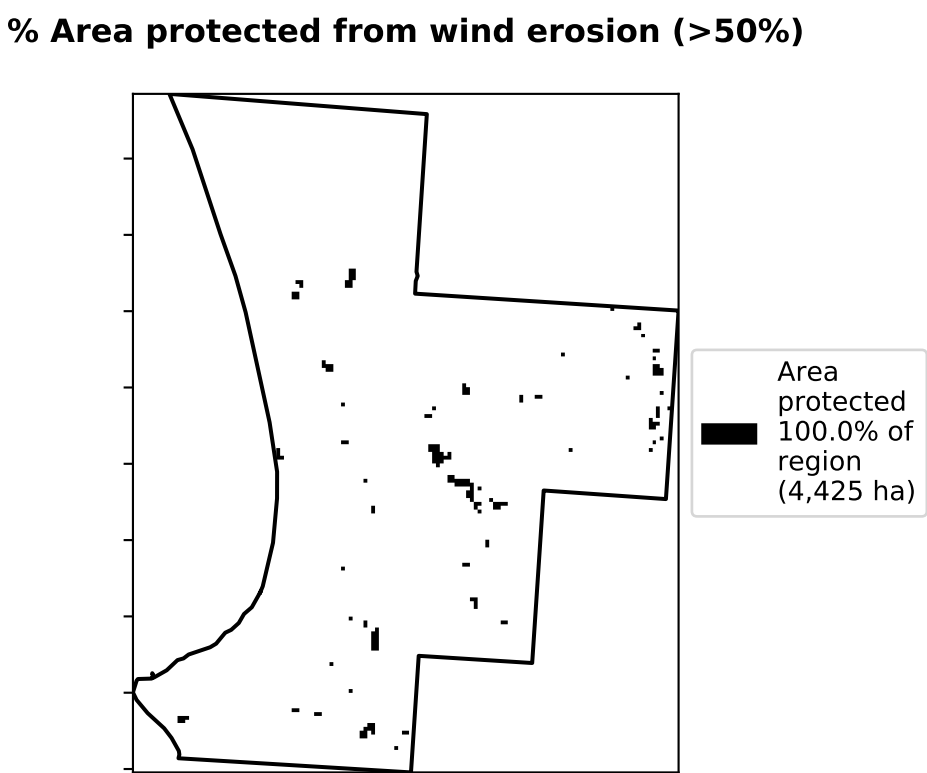 % Area protected from wind erosion (>50%)
Area
protected
100.0% of
region
(4,425 ha)